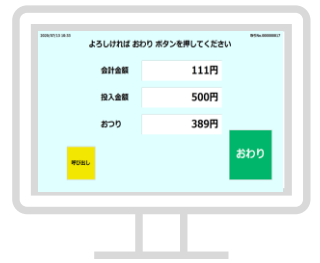 よろしければ おわり ボタンを押してください
会計金額 111円
投入金額 500円
おつり 389円
呼び出し
おわり